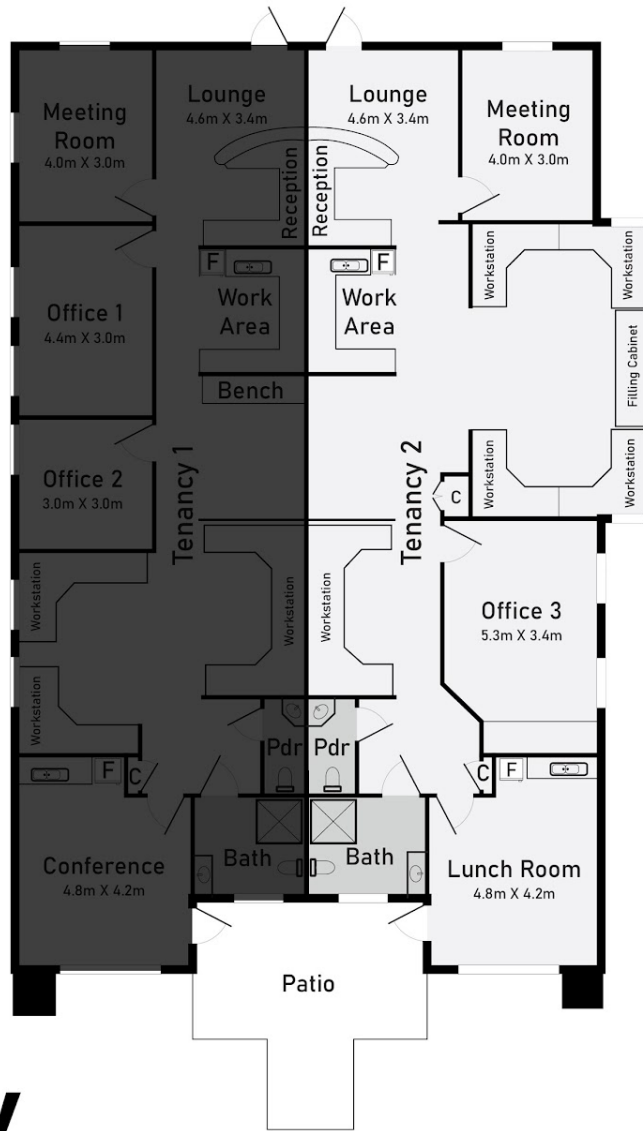 Meeting
Room
4.0m X 3.0m
Lounge
4.6m X 3.4m
Lounge
4.6m X 3.4m
Meeting
Room
4.0m X 3.0m
Reception
Reception
Office 1
4.4m X 3.0m
F
Work
Area
F
Work
Area
Workstation
Workstation
Filling Cabinet
Bench
Office 2
3.0m X 3.0m
Tenancy 1
Tenancy 2
C
Workstation
Workstation
Workstation
Workstation
Workstation
Workstation
Office 3
5.3m X 3.4m
Pdr
Pdr
F
C
C
F
Conference
4.8m X 4.2m
Bath
Bath
Lunch Room
4.8m X 4.2m
Patio